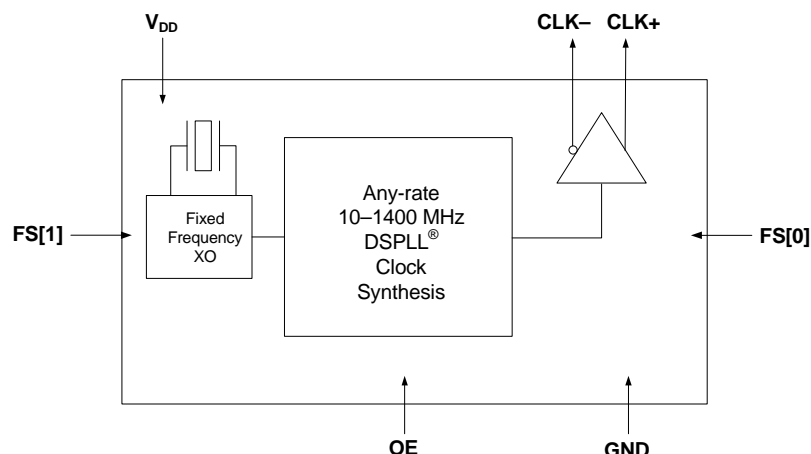 V_DD CLK– CLK+
Any-rate
10–1400 MHz
DSPLL®
Clock
Synthesis
Fixed
Frequency
XO
FS[1]
FS[0]
OE
GND